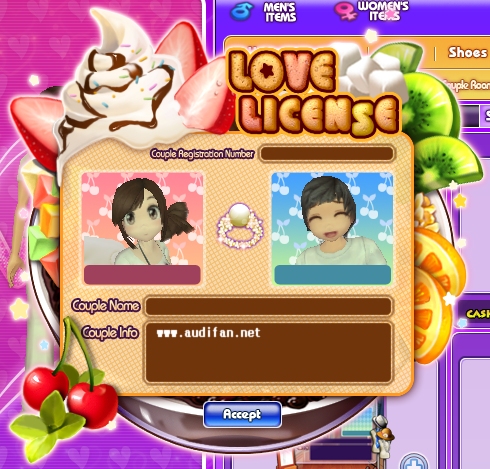 MEN'S
ITEMS
WOMEN'S
ITEMS
Shoes
LOVE
LICENSE
Couple Room
Couple Registration Number
Couple Name
Couple Info
www.audifan.net
CASH
Accept